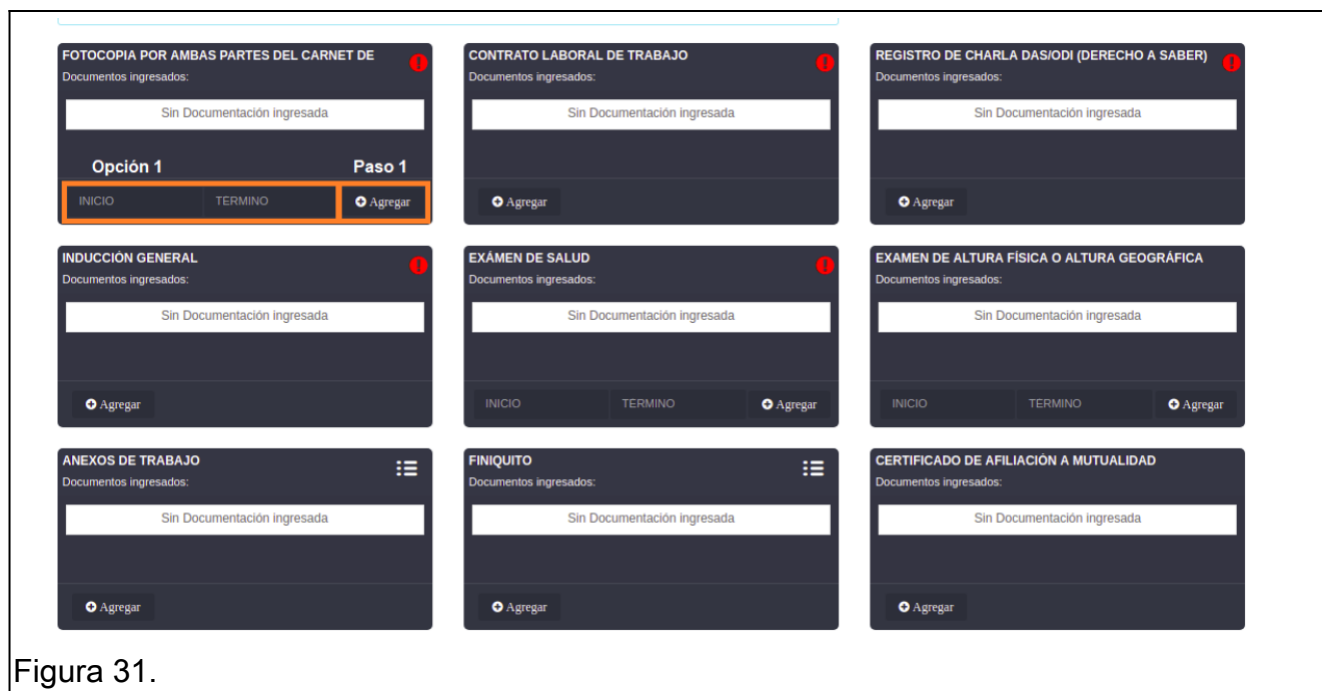 FOTOCOPIA POR AMBAS PARTES DEL CARNET DE
Documentos ingresados:
Sin Documentación ingresada
Opción 1 Paso 1
INICIO TERMINO Agregar
CONTRATO LABORAL DE TRABAJO
Documentos ingresados:
Sin Documentación ingresada
Agregar
REGISTRO DE CHARLA DAS/ODI (DERECHO A SABER)
Documentos ingresados:
Sin Documentación ingresada
Agregar
INDUCCIÓN GENERAL
Documentos ingresados:
Sin Documentación ingresada
Agregar
EXÁMEN DE SALUD
Documentos ingresados:
Sin Documentación ingresada
INICIO TERMINO Agregar
EXAMEN DE ALTURA FÍSICA O ALTURA GEOGRÁFICA
Documentos ingresados:
Sin Documentación ingresada
INICIO TERMINO Agregar
ANEXOS DE TRABAJO
Documentos ingresados:
Sin Documentación ingresada
Agregar
FINIQUITO
Documentos ingresados:
Sin Documentación ingresada
Agregar
CERTIFICADO DE AFILIACIÓN A MUTUALIDAD
Documentos ingresados:
Sin Documentación ingresada
Agregar
Figura 31.